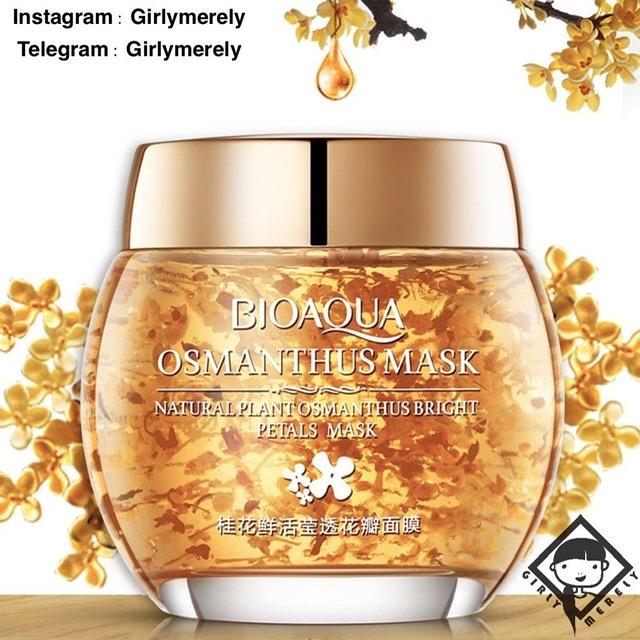 Instagram : Girlymerely
Telegram : Girlymerely
BIOAQUA
OSMANTHUS MASK
NATURAL PLANT OSMANTHUS BRIGHT
PETALS MASK
桂花鲜活莹透花瓣面膜
GIRLY MERELY